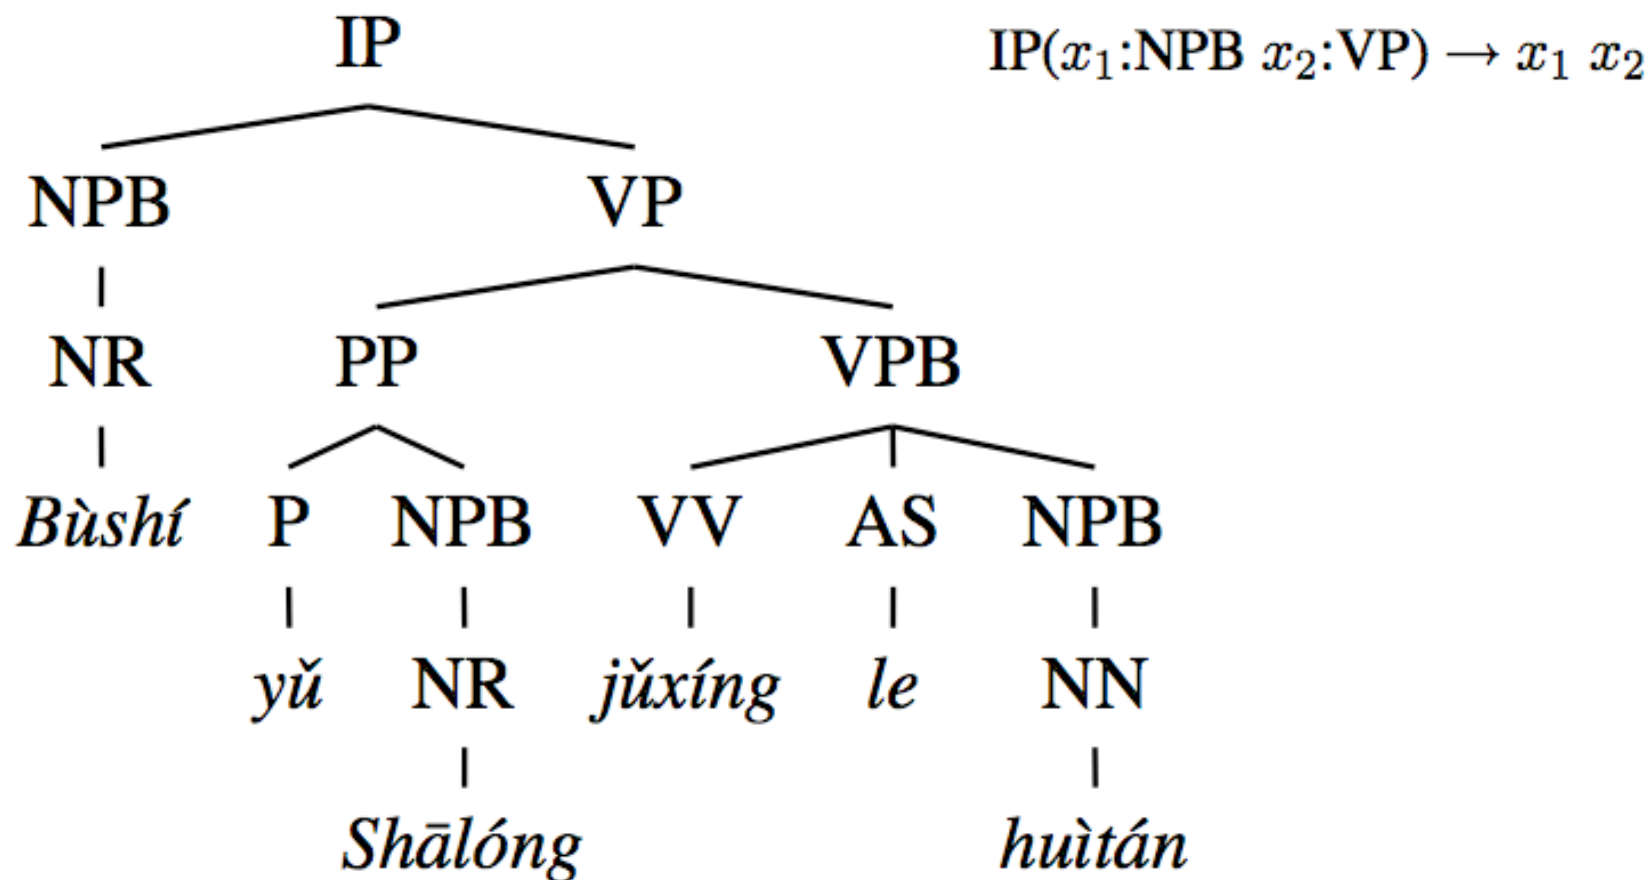 IP
IP(x₁:NPB x₂:VP) → x₁ x₂
NPB VP
NR PP VPB
Bùshí P NPB VV AS NPB
yǔ NR jǔxíng le NN
Shālóng huìtán